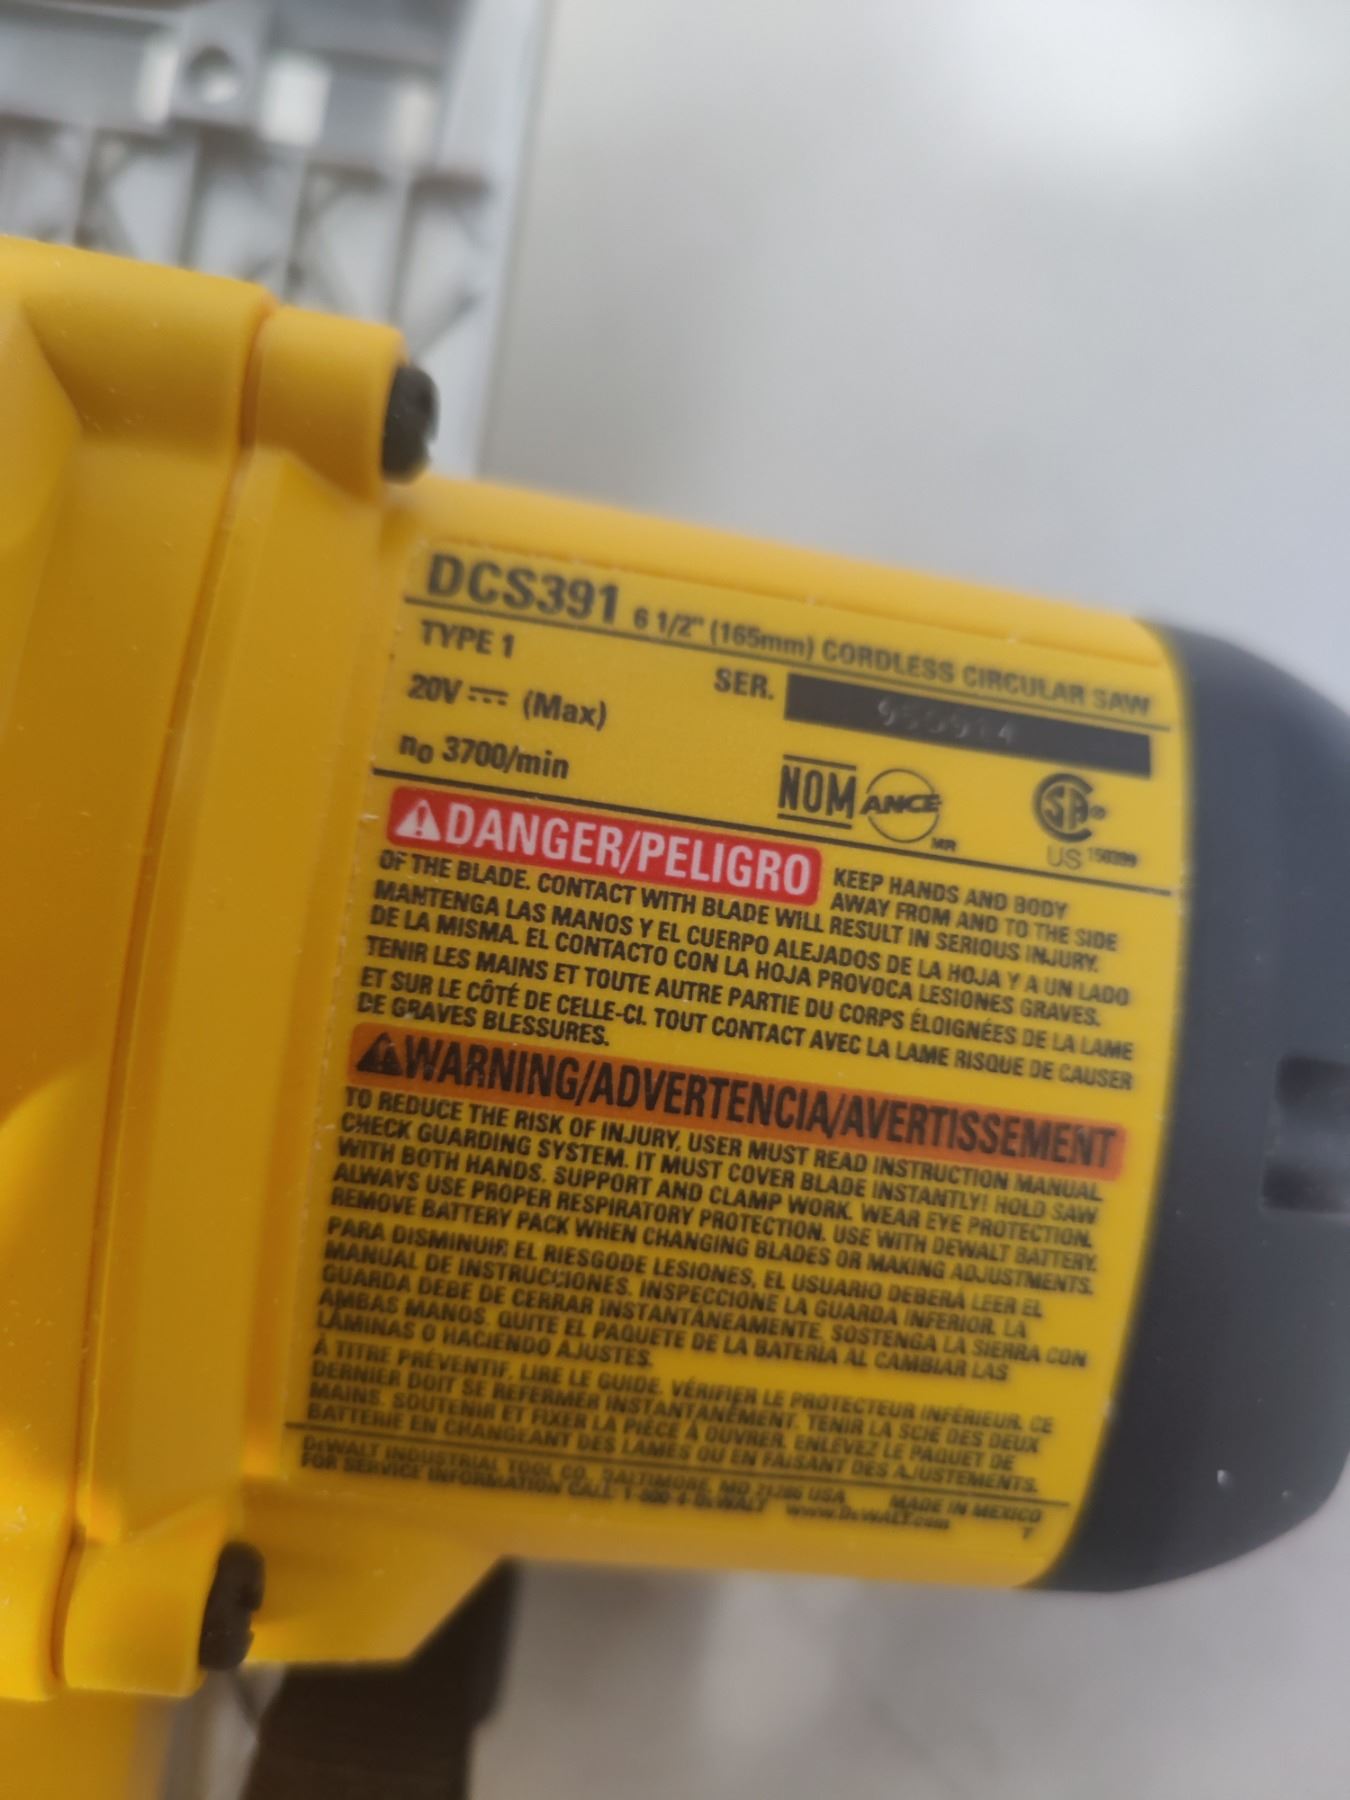 DCS391 6 1/2" (165mm) CORDLESS CIRCULAR SAW
TYPE 1
SER.
20V ⎓ (Max)
n₀ 3700/min
NOM ANCE MR
SA® US
DANGER/PELIGRO KEEP HANDS AND BODY
AWAY FROM AND TO THE SIDE
OF THE BLADE. CONTACT WITH BLADE WILL RESULT IN SERIOUS INJURY.
MANTENGA LAS MANOS Y EL CUERPO ALEJADOS DE LA HOJA Y A UN LADO
DE LA MISMA. EL CONTACTO CON LA HOJA PROVOCA LESIONES GRAVES.
TENIR LES MAINS ET TOUTE AUTRE PARTIE DU CORPS ÉLOIGNÉES DE LA LAME
ET SUR LE CÔTÉ DE CELLE-CI. TOUT CONTACT AVEC LA LAME RISQUE DE CAUSER
DE GRAVES BLESSURES.
WARNING/ADVERTENCIA/AVERTISSEMENT
TO REDUCE THE RISK OF INJURY, USER MUST READ INSTRUCTION MANUAL.
CHECK GUARDING SYSTEM. IT MUST COVER BLADE INSTANTLY! HOLD SAW
WITH BOTH HANDS. SUPPORT AND CLAMP WORK. WEAR EYE PROTECTION.
ALWAYS USE PROPER RESPIRATORY PROTECTION. USE WITH DEWALT BATTERY.
REMOVE BATTERY PACK WHEN CHANGING BLADES OR MAKING ADJUSTMENTS.
PARA DISMINUIR EL RIESGODE LESIONES, EL USUARIO DEBERÁ LEER EL
MANUAL DE INSTRUCCIONES. INSPECCIONE LA GUARDA INFERIOR. LA
GUARDA DEBE DE CERRAR INSTANTÁNEAMENTE. SOSTENGA LA SIERRA CON
AMBAS MANOS. QUITE EL PAQUETE DE LA BATERÍA AL CAMBIAR LAS
LÁMINAS O HACIENDO AJUSTES.
À TITRE PRÉVENTIF, LIRE LE GUIDE. VÉRIFIER LE PROTECTEUR INFÉRIEUR. CE
DERNIER DOIT SE REFERMER INSTANTANÉMENT. TENIR LA SCIE DES DEUX
MAINS. SOUTENIR ET FIXER LA PIÈCE À OUVRER. ENLEVEZ LE PAQUET DE
BATTERIE EN CHANGEANT DES LAMES OU EN FAISANT DES AJUSTEMENTS.
DEWALT INDUSTRIAL TOOL CO., BALTIMORE, MD 21286 USA MADE IN MEXICO
FOR SERVICE INFORMATION CALL 1-800-4-DEWALT www.DEWALT.com